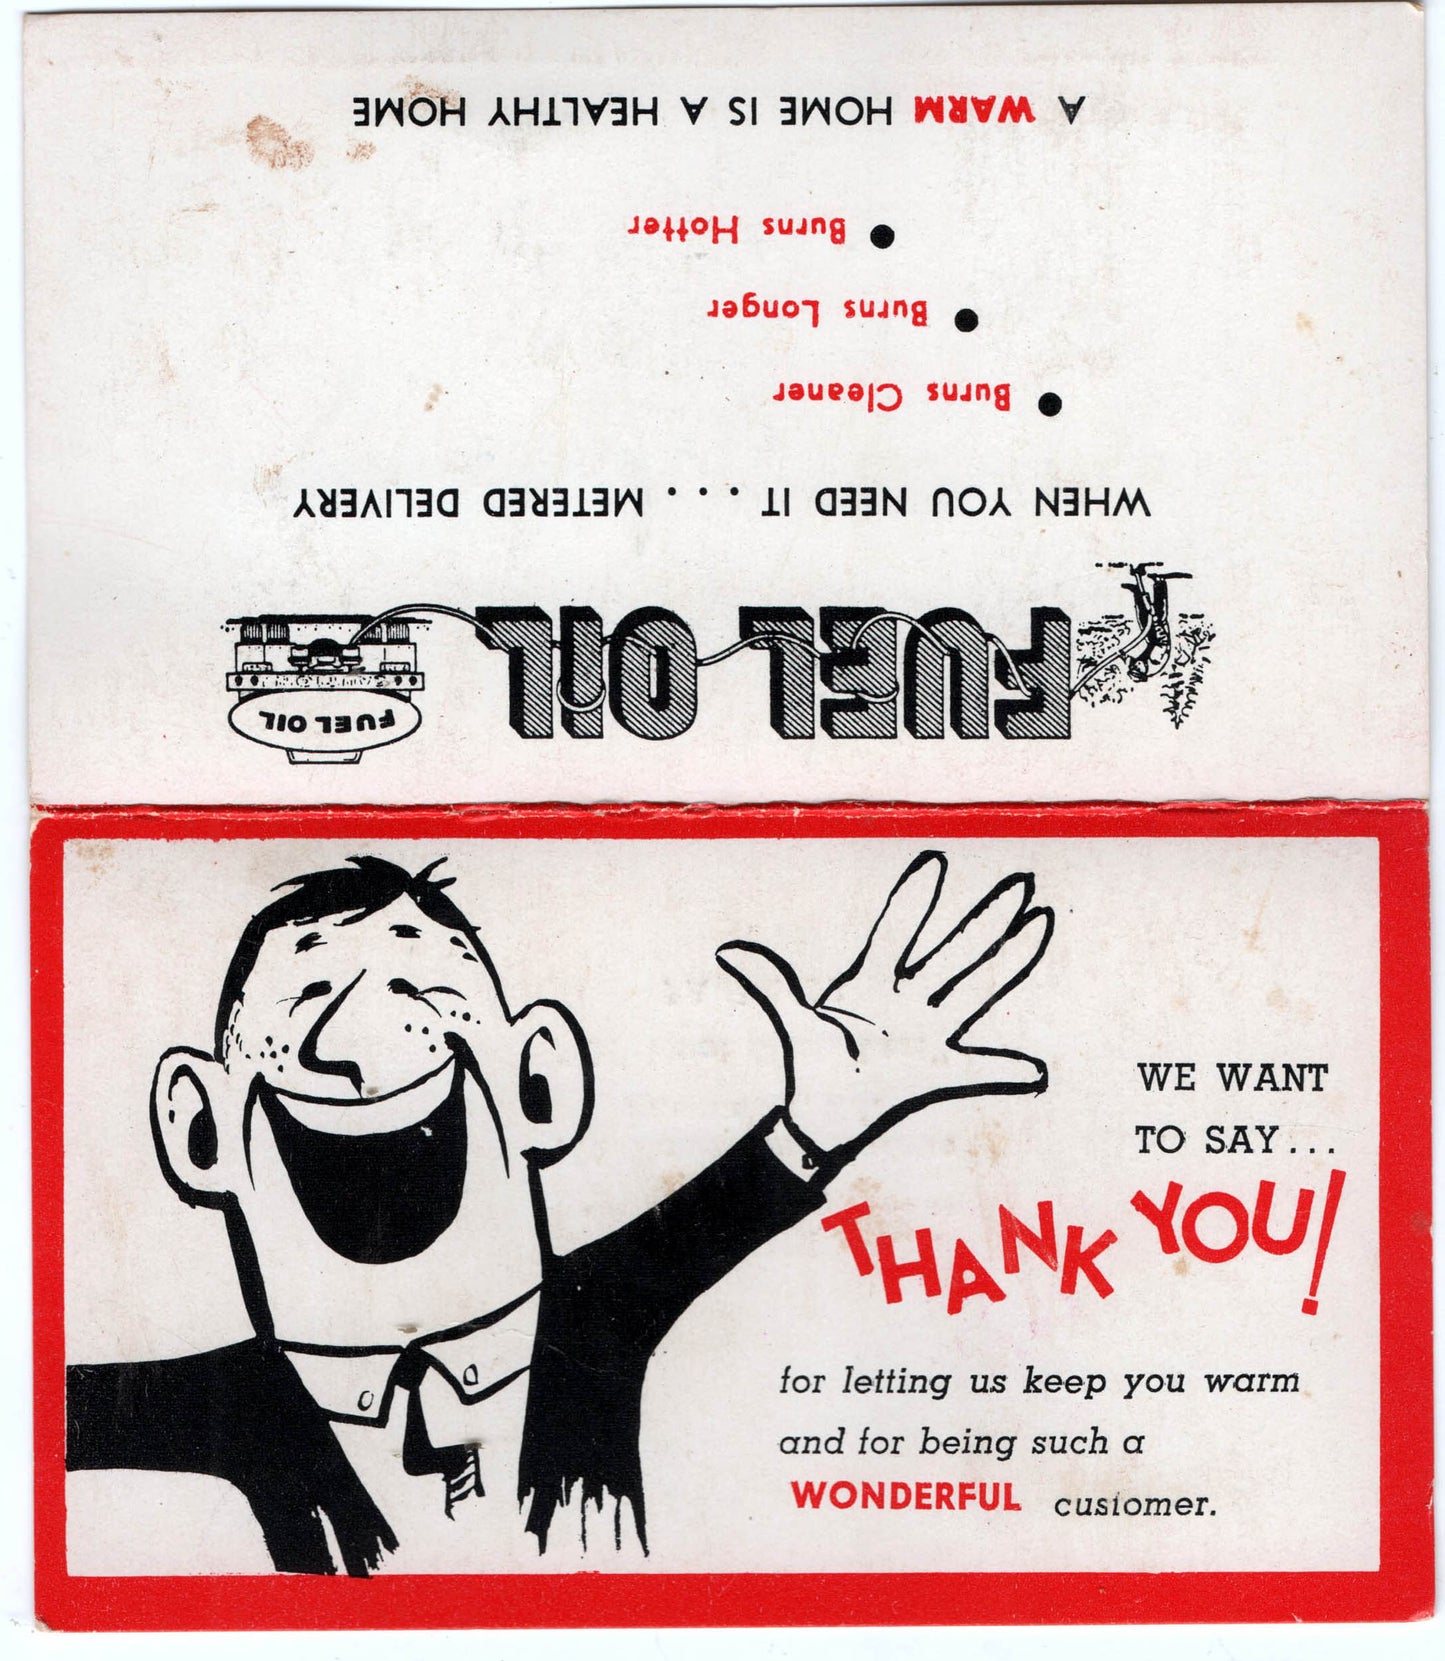 WE WANT
TO SAY...
THANK YOU!
for letting us keep you warm
and for being such a
WONDERFUL customer.
FUEL OIL
FUEL OIL
WHEN YOU NEED IT .... METERED DELIVERY
● Burns Cleaner
● Burns Longer
● Burns Hotter
A WARM HOME IS A HEALTHY HOME